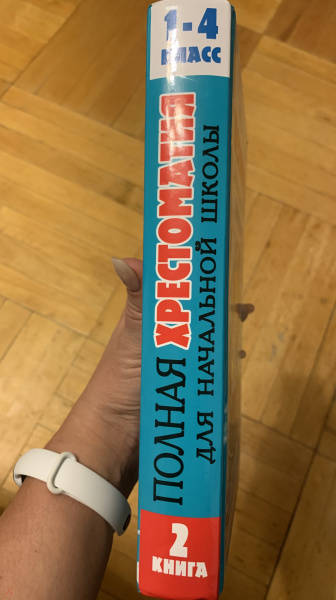 1-4
КЛАСС
ПОЛНАЯ ХРЕСТОМАТИЯ
ДЛЯ НАЧАЛЬНОЙ ШКОЛЫ
2
КНИГА